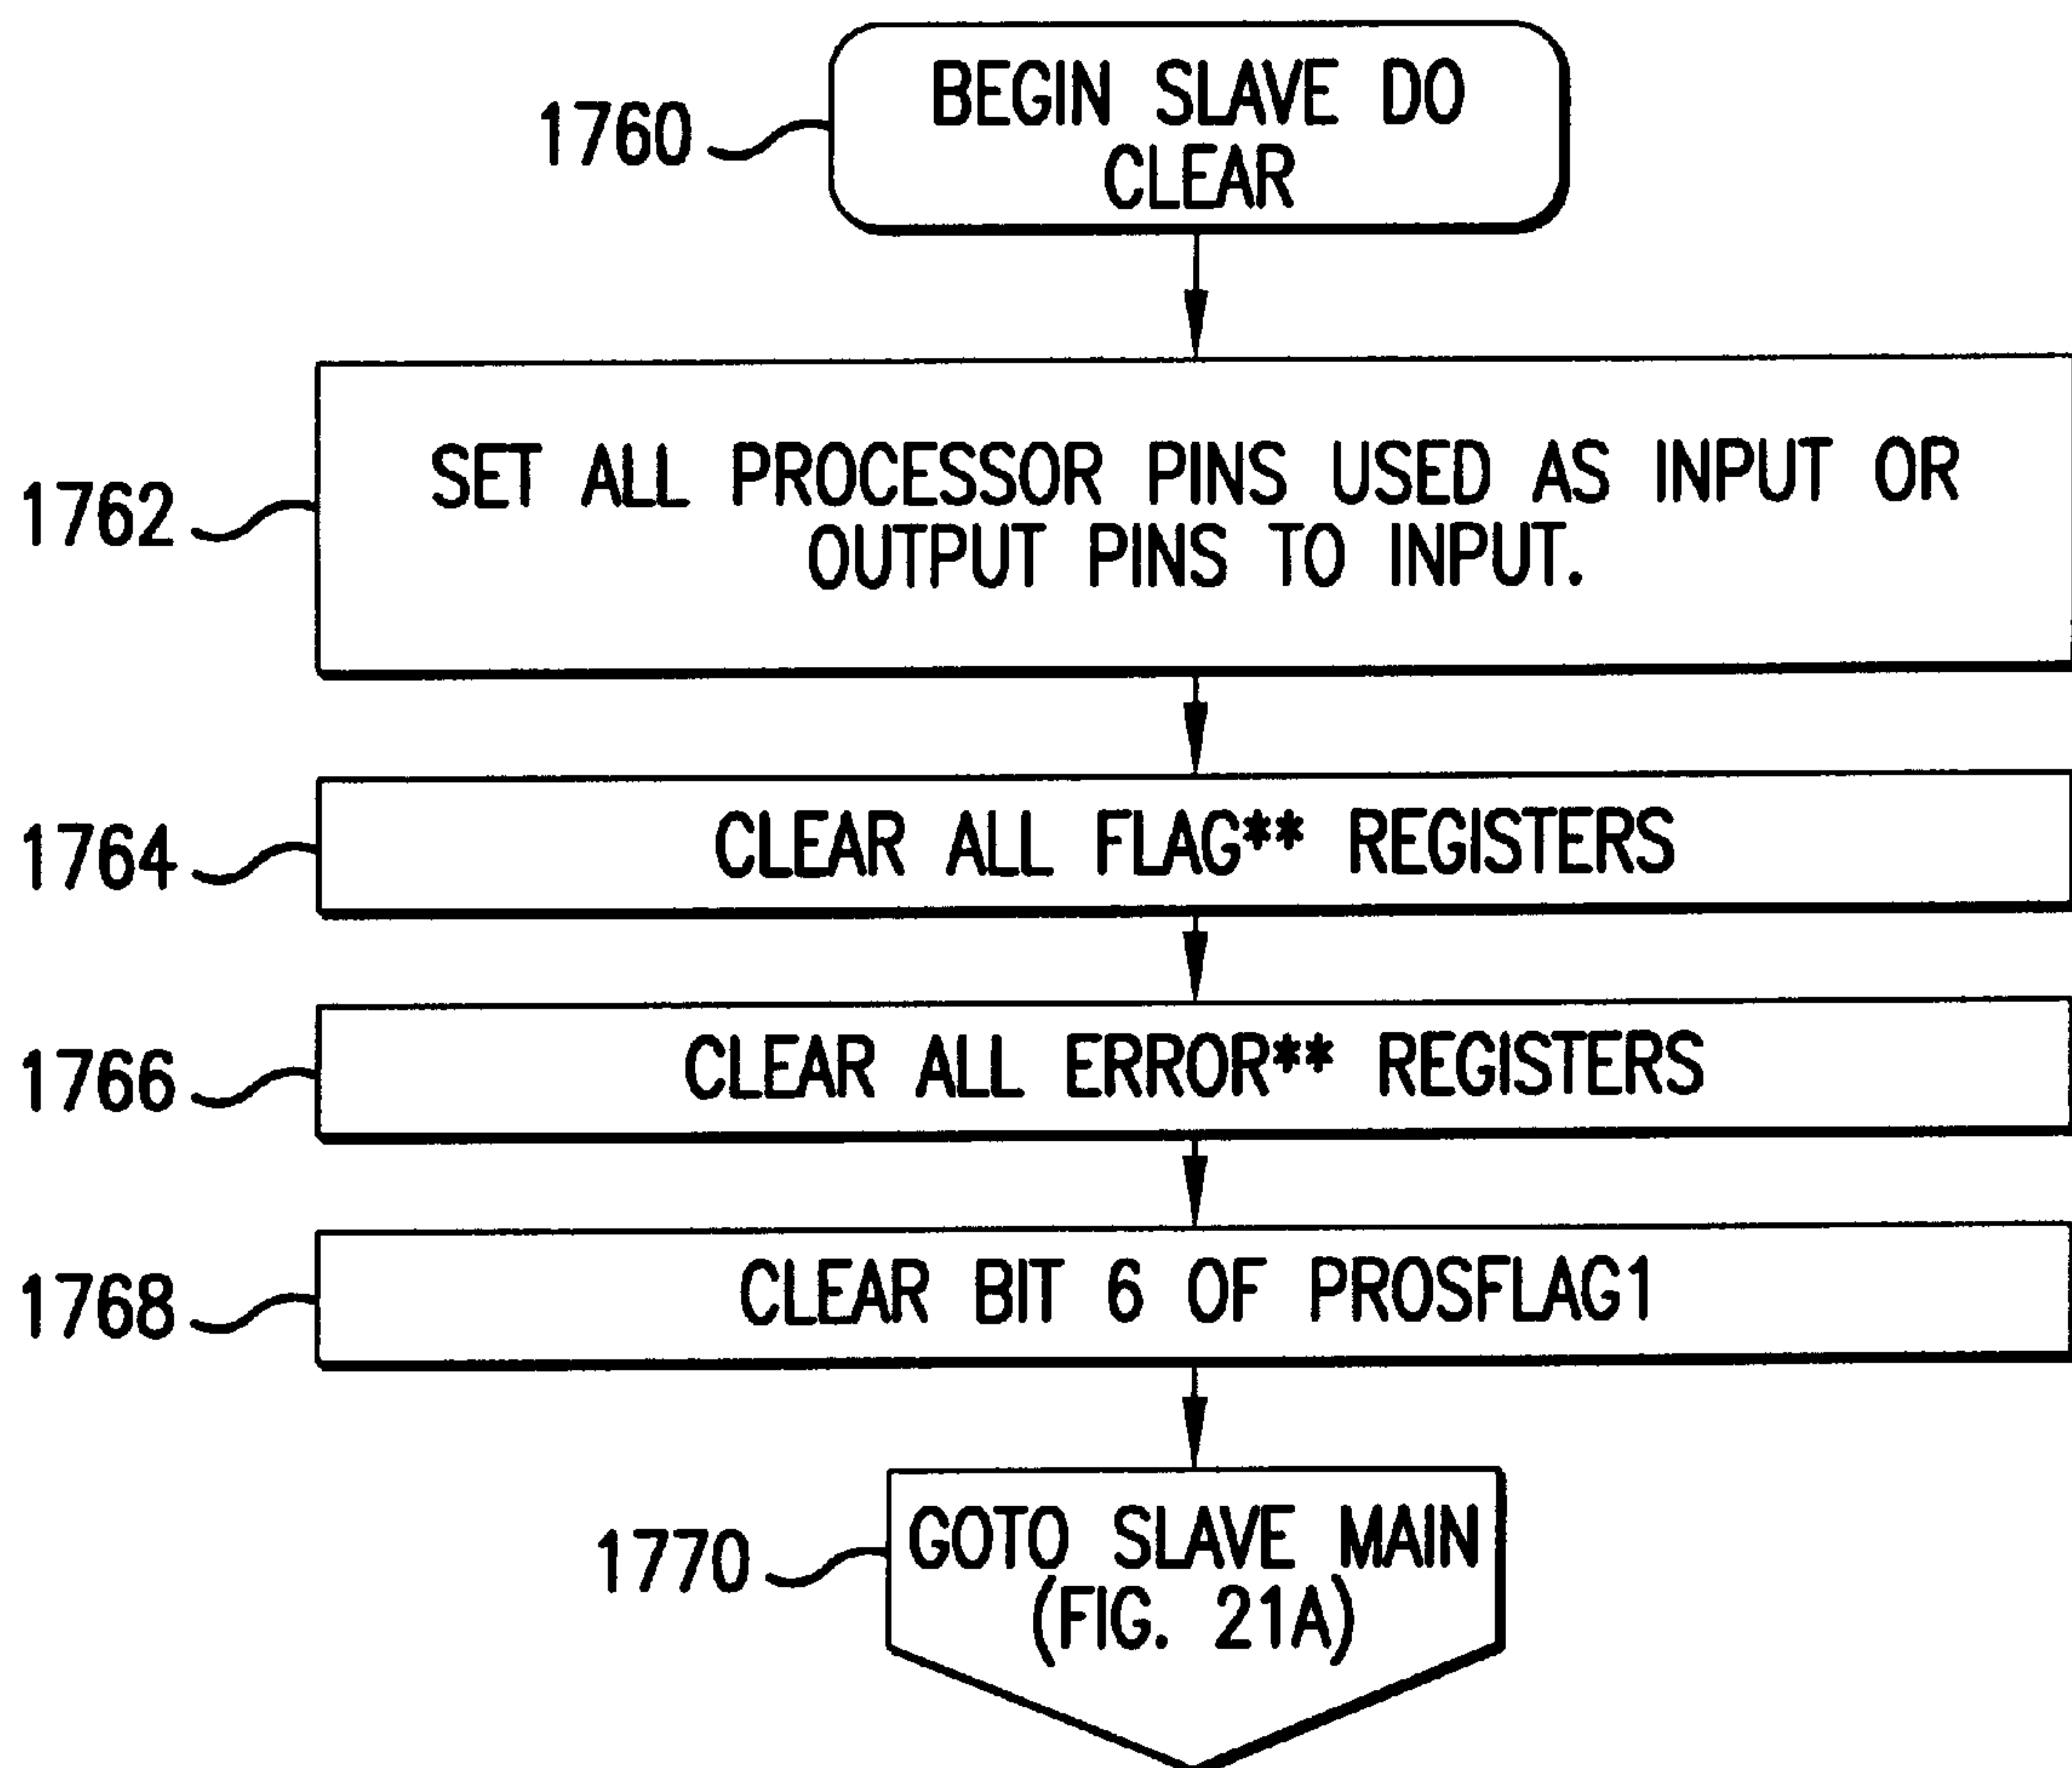 1760
BEGIN SLAVE DO
CLEAR
1762
SET ALL PROCESSOR PINS USED AS INPUT OR
OUTPUT PINS TO INPUT.
1764
CLEAR ALL FLAG** REGISTERS
1766
CLEAR ALL ERROR** REGISTERS
1768
CLEAR BIT 6 OF PROSFLAG1
1770
GOTO SLAVE MAIN
(FIG. 21A)